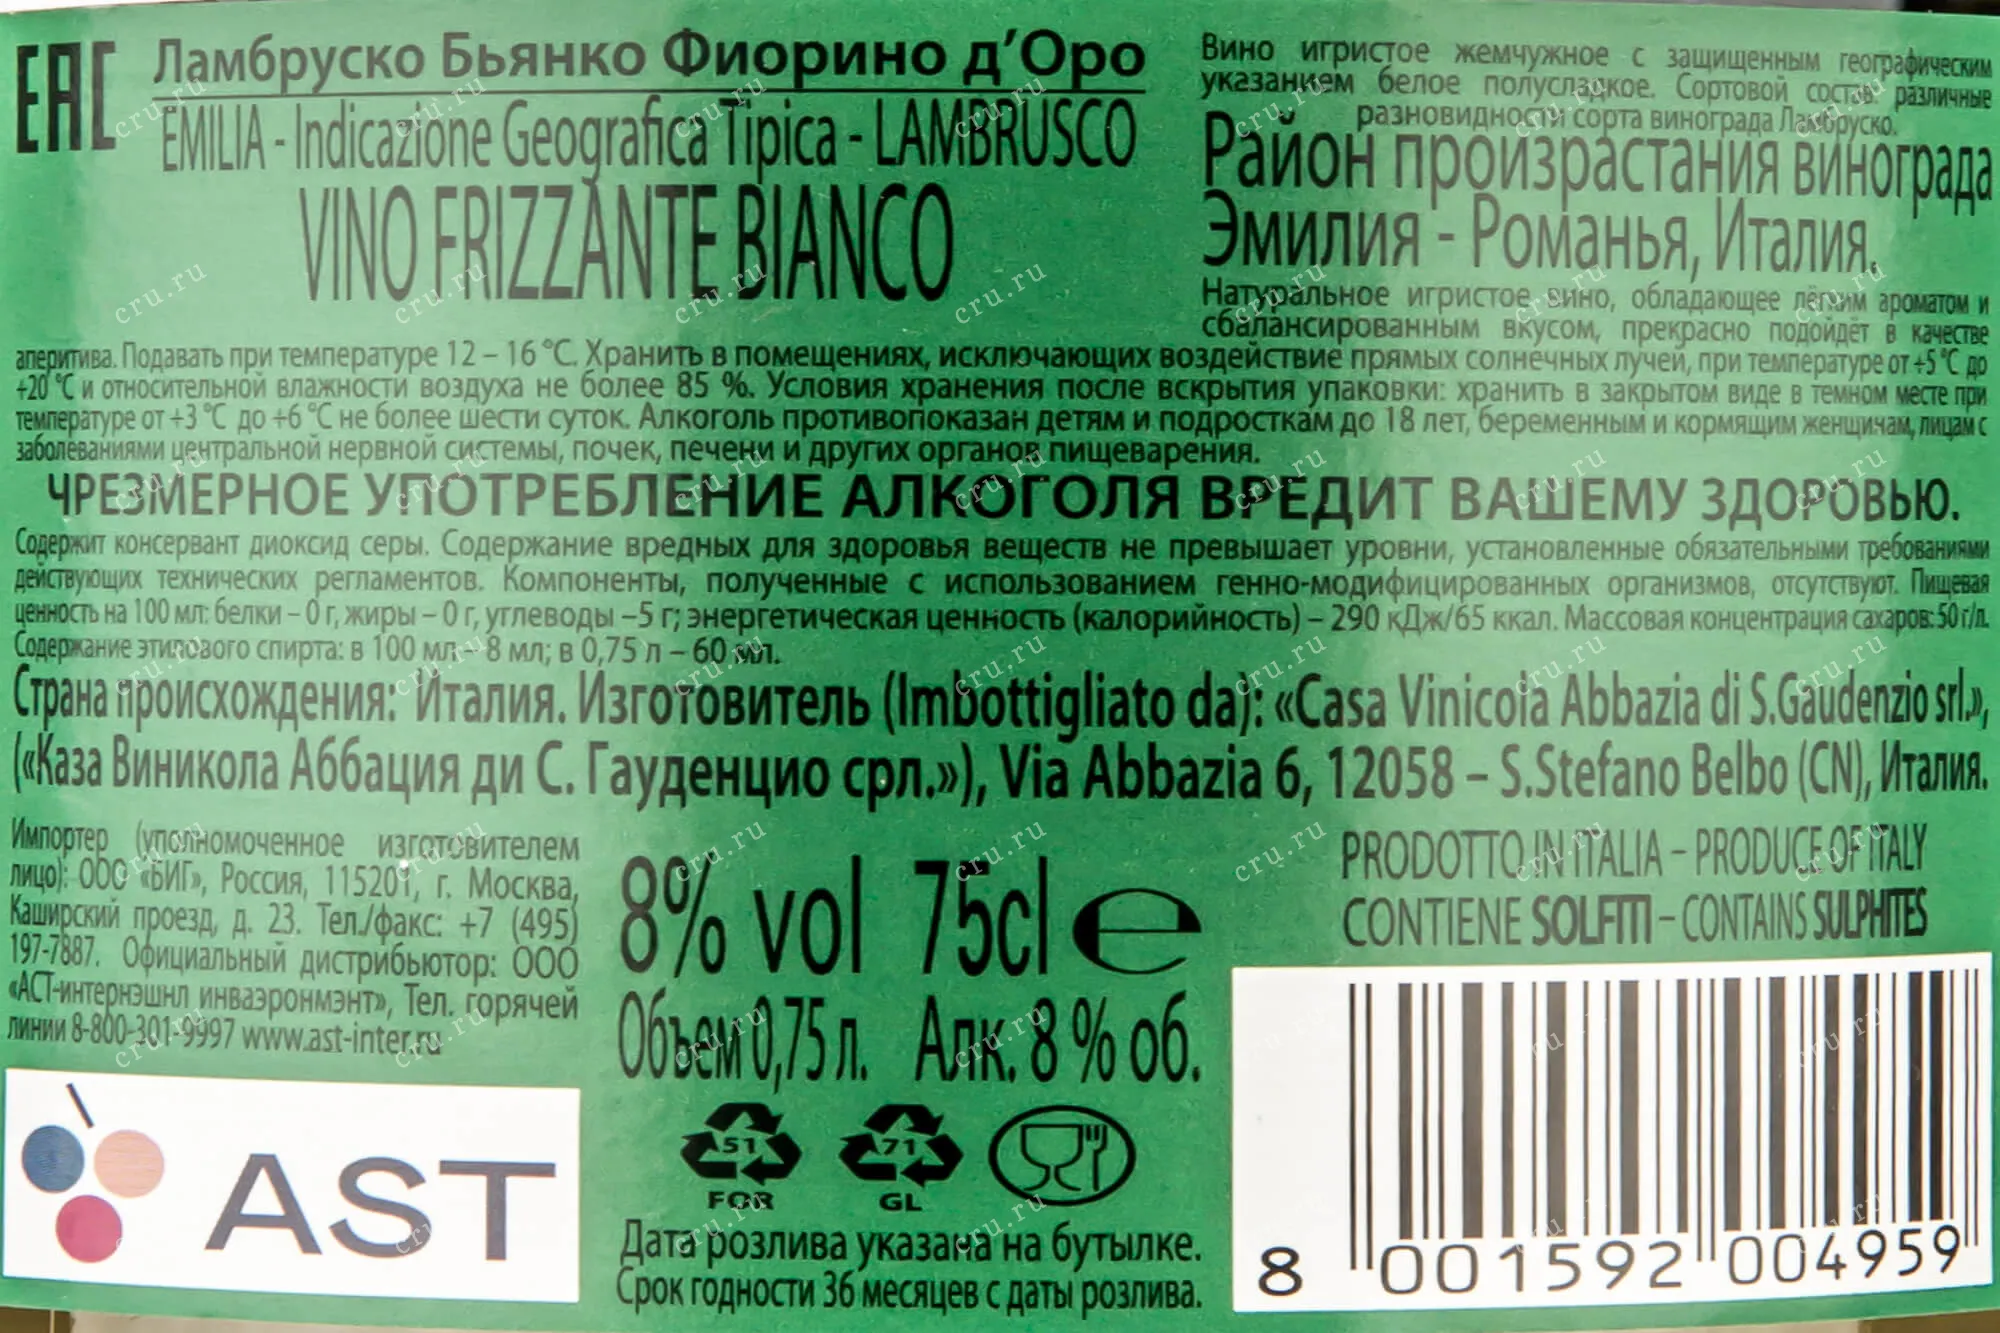 EAC
Ламбруско Бьянко Фиорино д'Оро
EMILIA - Indicazione Geografica Tipica - LAMBRUSCO
VINO FRIZZANTE BIANCO
Вино игристое жемчужное с защищенным географическим
указанием белое полусладкое. Сортовой состав: различные
разновидности сорта винограда Ламбруско.
Район произрастания винограда
Эмилия - Романья, Италия.
Натуральное игристое вино, обладающее лёгким ароматом и
сбалансированным вкусом, прекрасно подойдёт в качестве
аперитива. Подавать при температуре 12 – 16 °C. Хранить в помещениях, исключающих воздействие прямых солнечных лучей, при температуре от +5 °C до
+20 °C и относительной влажности воздуха не более 85 %. Условия хранения после вскрытия упаковки: хранить в закрытом виде в темном месте при
температуре от +3 °C до +6 °C не более шести суток. Алкоголь противопоказан детям и подросткам до 18 лет, беременным и кормящим женщинам, лицам с
заболеваниями центральной нервной системы, почек, печени и других органов пищеварения.
ЧРЕЗМЕРНОЕ УПОТРЕБЛЕНИЕ АЛКОГОЛЯ ВРЕДИТ ВАШЕМУ ЗДОРОВЬЮ.
Содержит консервант диоксид серы. Содержание вредных для здоровья веществ не превышает уровни, установленные обязательными требованиями
действующих технических регламентов. Компоненты, полученные с использованием генно-модифицированных организмов, отсутствуют. Пищевая
ценность на 100 мл: белки – 0 г, жиры – 0 г, углеводы –5 г; энергетическая ценность (калорийность) – 290 кДж/65 ккал. Массовая концентрация сахаров: 50 г/л.
Содержание этилового спирта: в 100 мл – 8 мл; в 0,75 л – 60 мл.
Страна происхождения: Италия. Изготовитель (Imbottigliato da): «Casa Vinicola Abbazia di S.Gaudenzio srl.»,
(«Каза Виникола Аббация ди С. Гауденцио срл.»), Via Abbazia 6, 12058 – S.Stefano Belbo (CN), Италия.
Импортер (уполномоченное изготовителем
лицо): ООО «БИГ», Россия, 115201, г. Москва,
Каширский проезд, д. 23. Тел./факс: +7 (495)
197-7887. Официальный дистрибьютор: ООО
«АСТ-интернэшнл инваэронмэнт», Тел. горячей
линии 8-800-301-9997 www.ast-inter.ru
AST
8% vol 75cl e
Объем 0,75 л. Алк. 8 % об.
51 71
FOR GL
Дата розлива указана на бутылке.
Срок годности 36 месяцев с даты розлива.
PRODOTTO IN ITALIA – PRODUCE OF ITALY
CONTIENE SOLFITI – CONTAINS SULPHITES
8 001592 004959
cru.ru